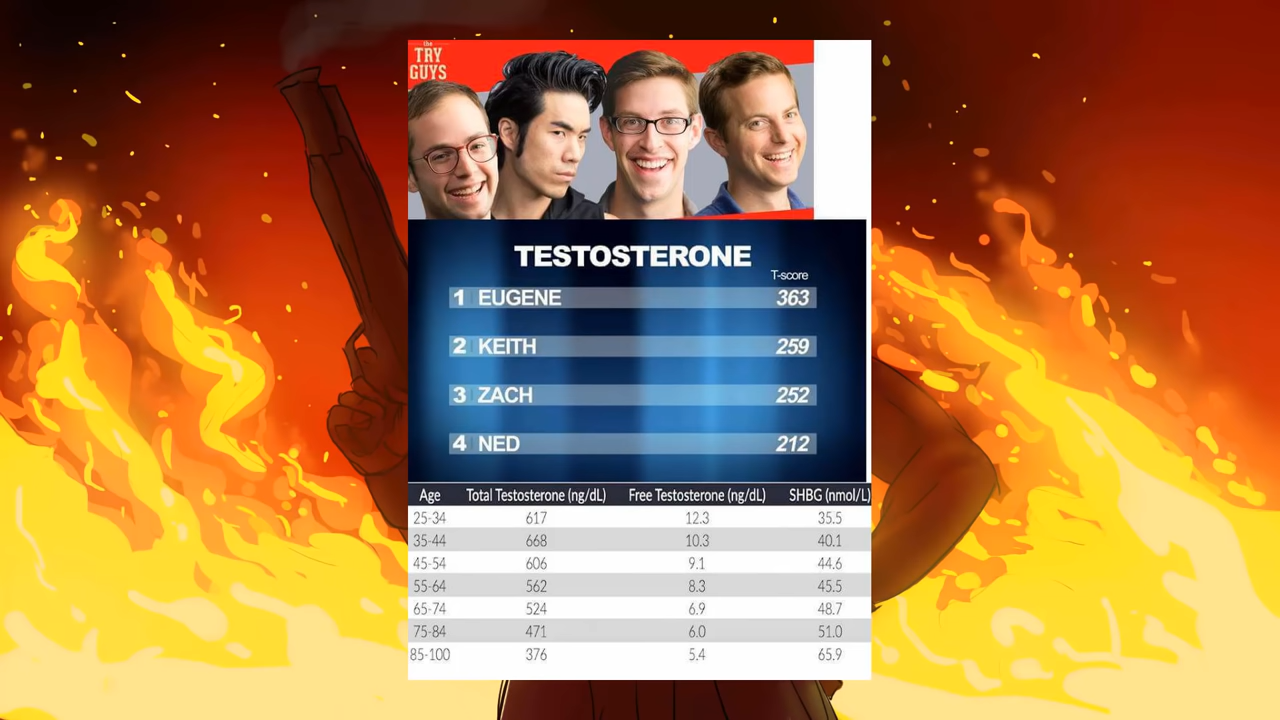 the
TRY
GUYS
TESTOSTERONE
T-score
1 EUGENE 363
2 KEITH 259
3 ZACH 252
4 NED 212
Age Total Testosterone (ng/dL) Free Testosterone (ng/dL) SHBG (nmol/L)
25-34 617 12.3 35.5
35-44 668 10.3 40.1
45-54 606 9.1 44.6
55-64 562 8.3 45.5
65-74 524 6.9 48.7
75-84 471 6.0 51.0
85-100 376 5.4 65.9